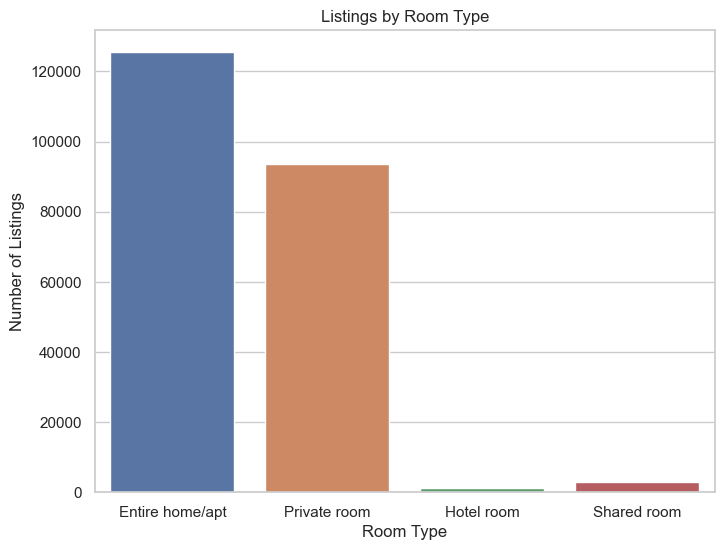 Listings by Room Type
Number of Listings
120000
100000
80000
60000
40000
20000
0
Entire home/apt Private room Hotel room Shared room
Room Type